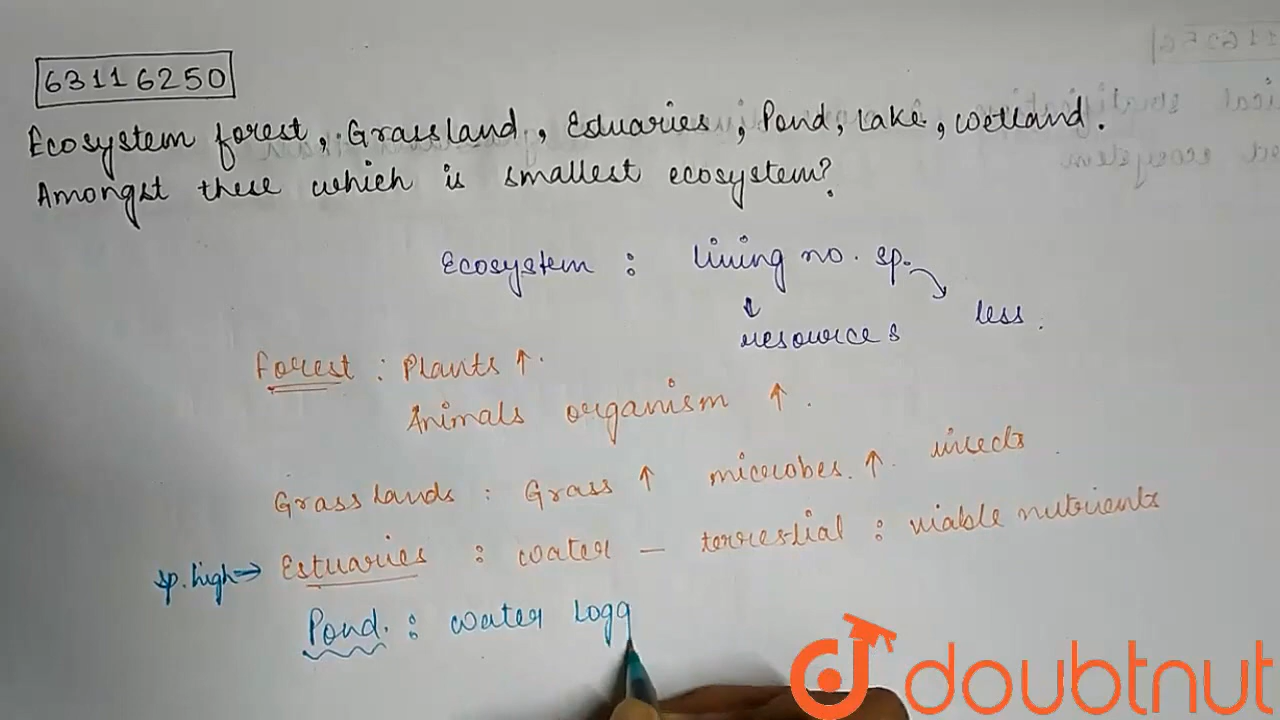 63116250
Ecosystem forest, Grassland, Estuaries, Pond, Lake, Wetland.
Amongst these which is smallest ecosystem?
Ecosystem : living no. sp.
↓ resources less.
Forest : Plants ↑.
Animals organism ↑.
Grasslands : Grass ↑ microbes. ↑. insects.
sp. high → Estuaries : water – terrestial : viable nutrients
Pond. : water logg
doubtnut